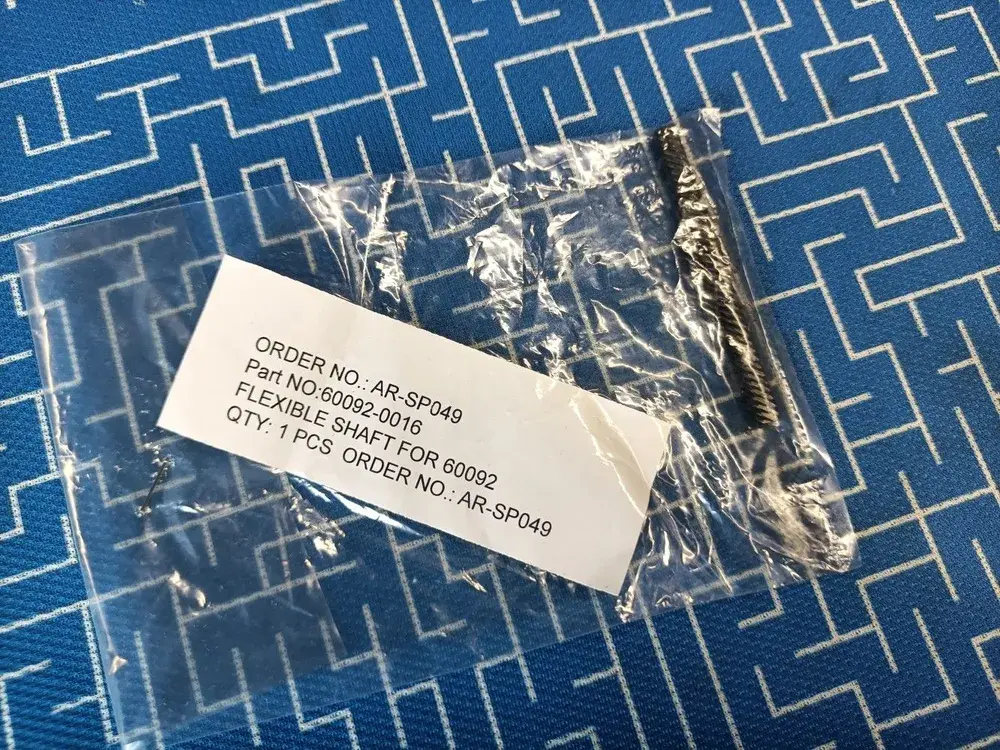 ORDER NO.: AR-SP049
Part NO:60092-0016
FLEXIBLE SHAFT FOR 60092
QTY: 1 PCS ORDER NO.: AR-SP049